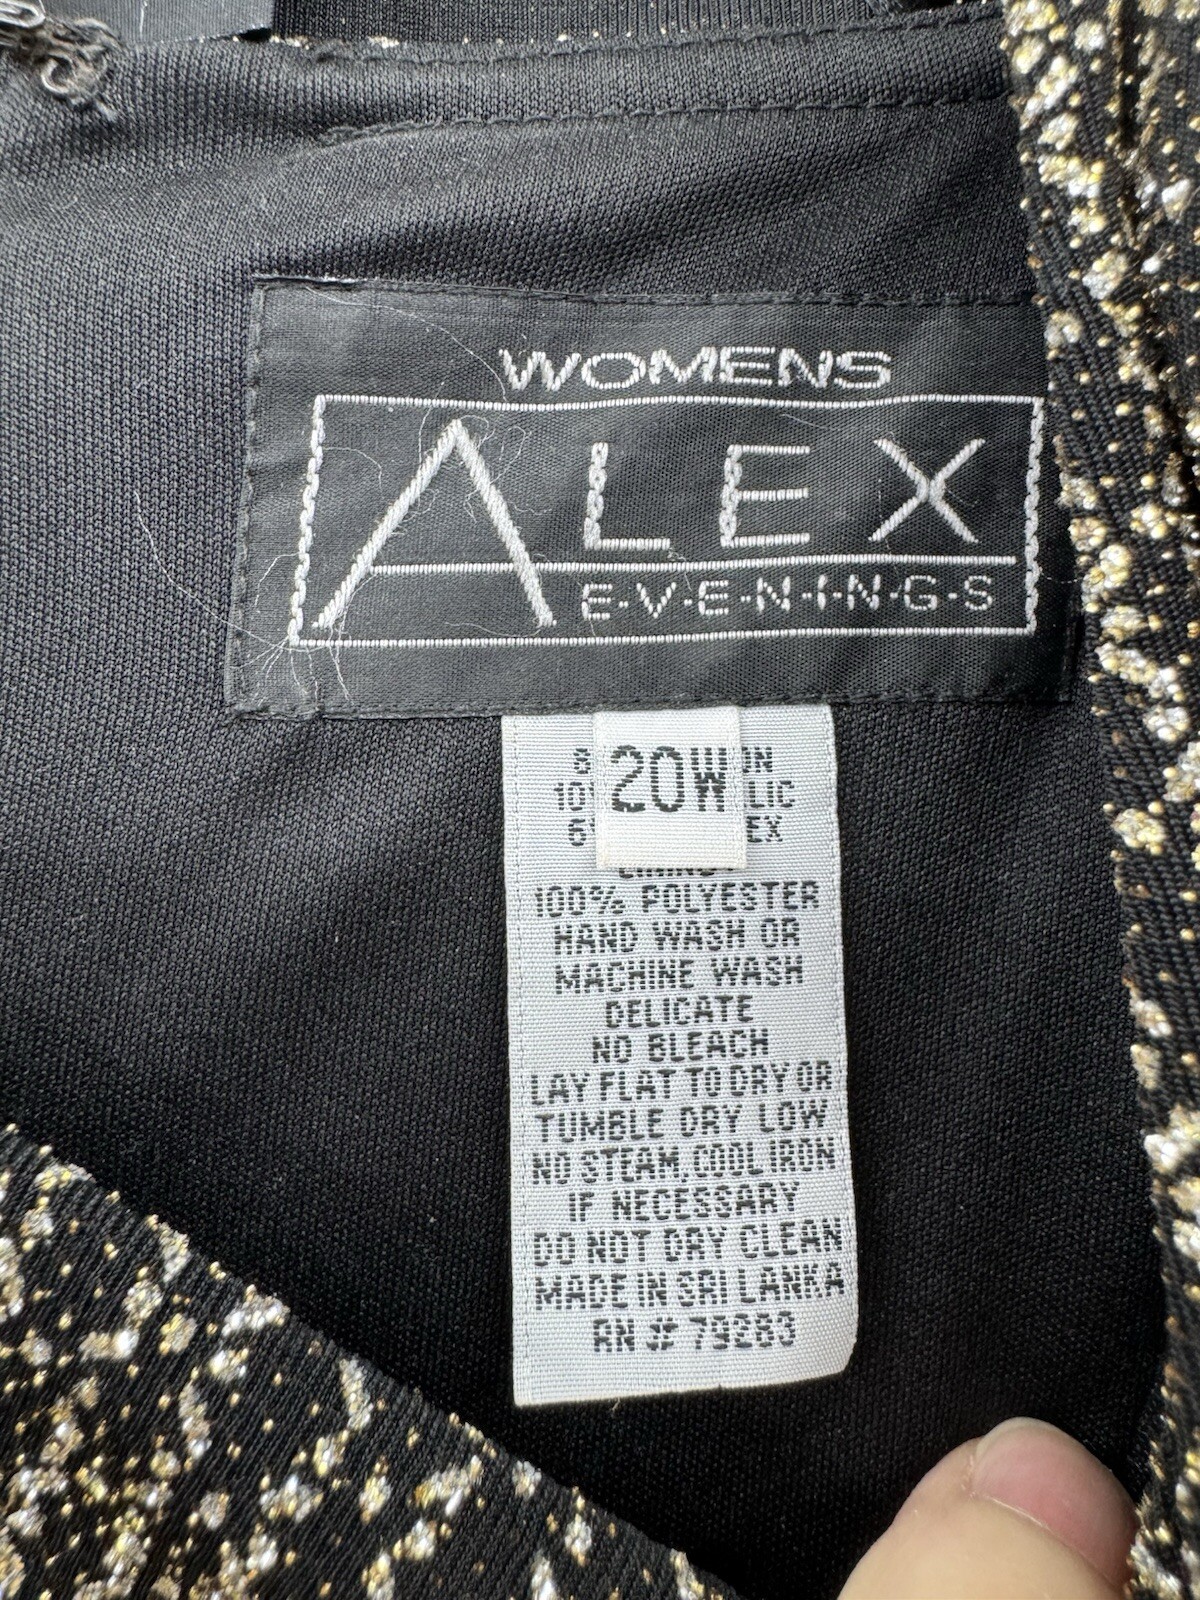 WOMENS
ALEX
E·V·E·N·I·N·G·S
20W
100% POLYESTER
HAND WASH OR
MACHINE WASH
DELICATE
NO BLEACH
LAY FLAT TO DRY OR
TUMBLE DRY LOW
NO STEAM, COOL IRON
IF NECESSARY
DO NOT DRY CLEAN
MADE IN SRI LANKA
RN # 79283